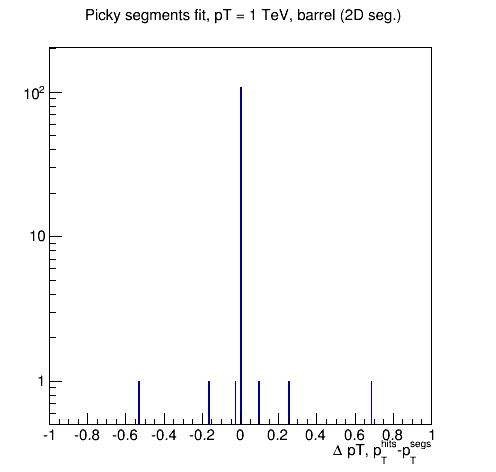 Picky segments fit, pT = 1 TeV, barrel (2D seg.)
10²
10
1
-1 -0.8 -0.6 -0.4 -0.2 0 0.2 0.4 0.6 0.8 1
Δ pT, p_T^hits-p_T^segs